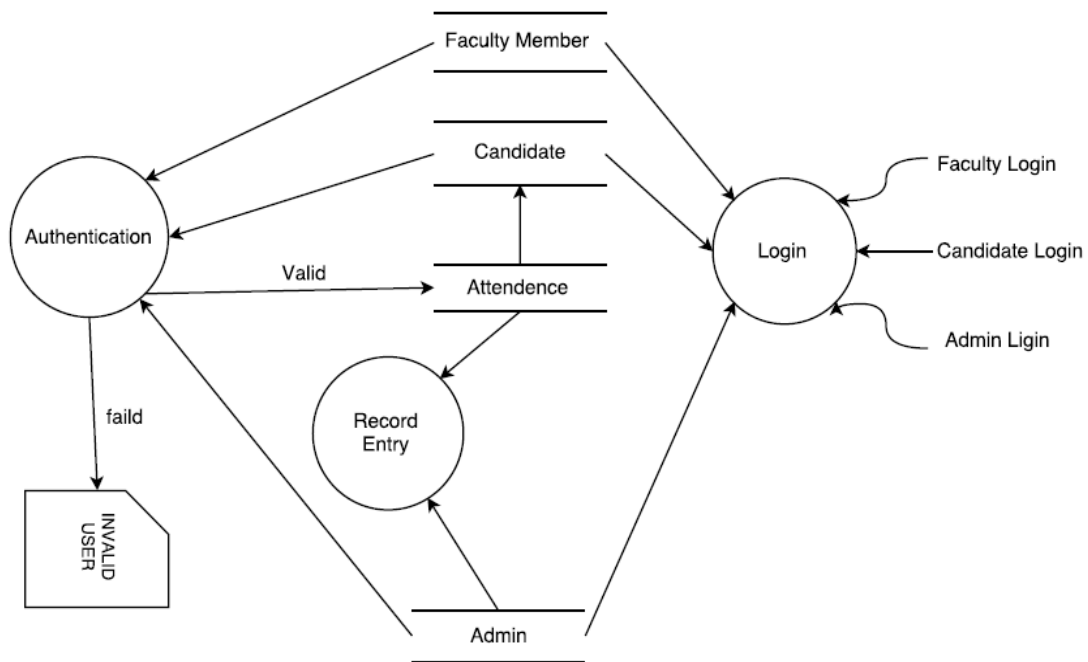 Faculty Member
Candidate
Faculty Login
Authentication
Login
Candidate Login
Valid
Attendence
Admin Ligin
faild
Record
Entry
INVALID
USER
Admin